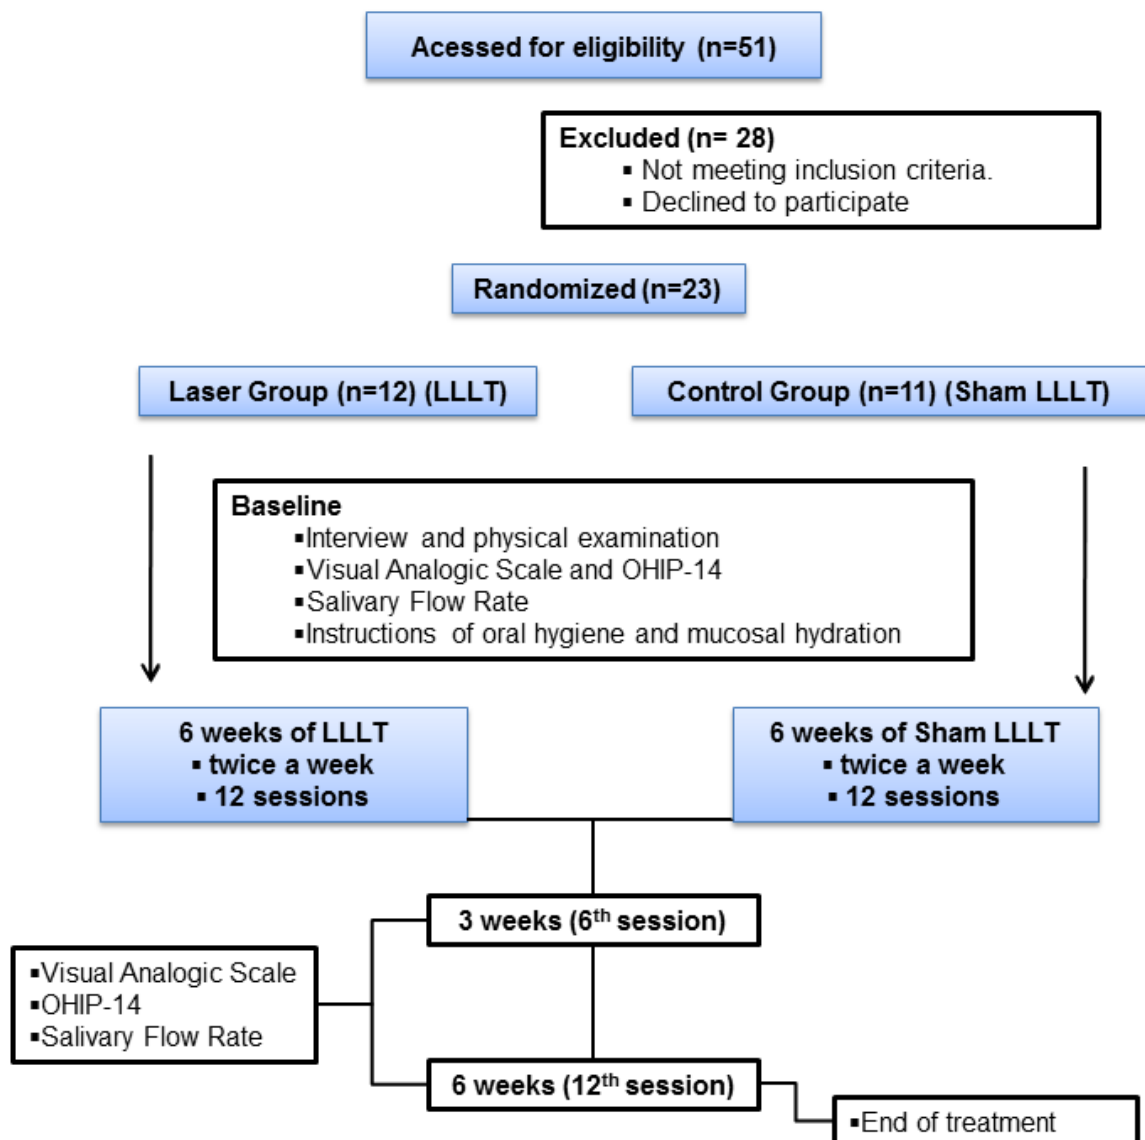 Acessed for eligibility (n=51)
Excluded (n= 28)
▪ Not meeting inclusion criteria.
▪ Declined to participate
Randomized (n=23)
Laser Group (n=12) (LLLT)
Control Group (n=11) (Sham LLLT)
Baseline
▪Interview and physical examination
▪Visual Analogic Scale and OHIP-14
▪Salivary Flow Rate
▪Instructions of oral hygiene and mucosal hydration
6 weeks of LLLT
▪ twice a week
▪ 12 sessions
6 weeks of Sham LLLT
▪ twice a week
▪ 12 sessions
3 weeks (6th session)
▪Visual Analogic Scale
▪OHIP-14
▪Salivary Flow Rate
6 weeks (12th session)
▪End of treatment